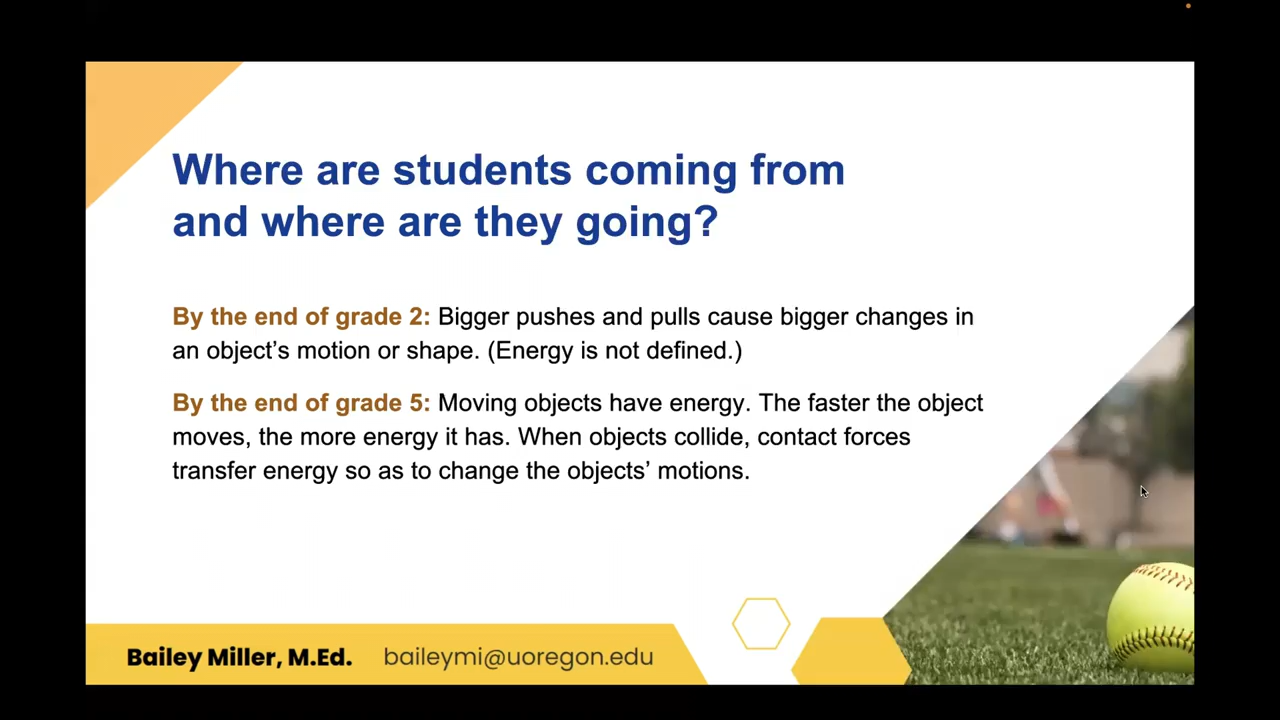 Where are students coming from
and where are they going?
By the end of grade 2: Bigger pushes and pulls cause bigger changes in
an object’s motion or shape. (Energy is not defined.)
By the end of grade 5: Moving objects have energy. The faster the object
moves, the more energy it has. When objects collide, contact forces
transfer energy so as to change the objects’ motions.
Bailey Miller, M.Ed. baileymi@uoregon.edu